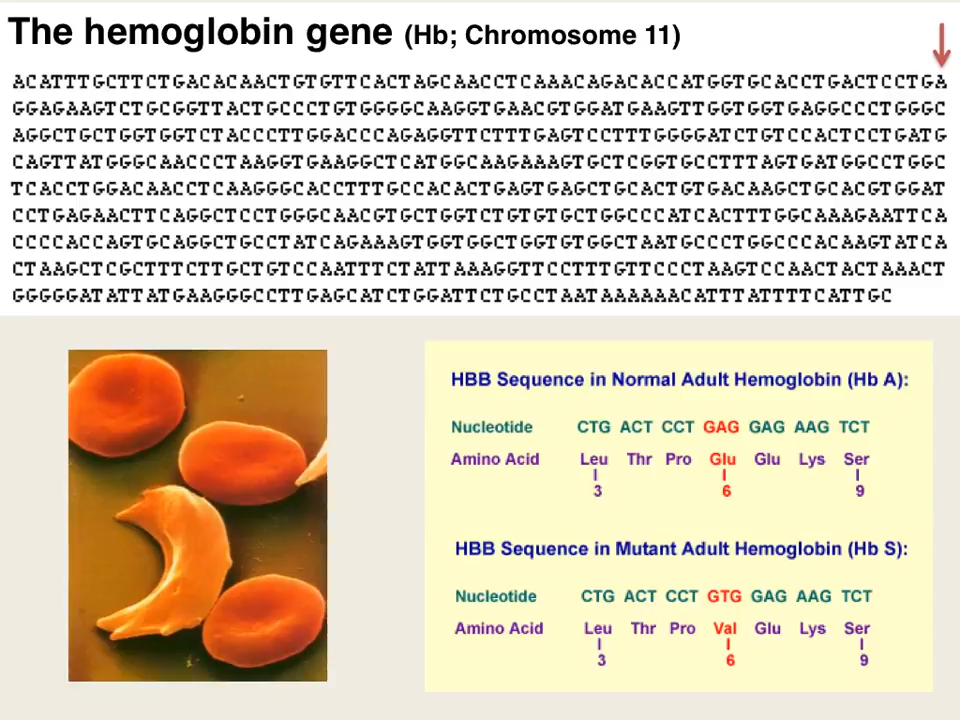 The hemoglobin gene (Hb; Chromosome 11)
ACATTTGCTTCTGACACAACTGTGTTCACTAGCAACCTCAAACAGACACCATGGTGCACCTGACTCCTGA
GGAGAAGTCTGCGGTTACTGCCCTGTGGGGCAAGGTGAACGTGGATGAAGTTGGTGGTGAGGCCCTGGGC
AGGCTGCTGGTGGTCTACCCTTGGACCCAGAGGTTCTTTGAGTCCTTTGGGGATCTGTCCACTCCTGATG
CAGTTATGGGCAACCCTAAGGTGAAGGCTCATGGCAAGAAAGTGCTCGGTGCCTTTAGTGATGGCCTGGC
TCACCTGGACAACCTCAAGGGCACCTTTGCCACACTGAGTGAGCTGCACTGTGACAAGCTGCACGTGGAT
CCTGAGAACTTCAGGCTCCTGGGCAACGTGCTGGTCTGTGTGCTGGCCCATCACTTTGGCAAAGAATTCA
CCCCACCAGTGCAGGCTGCCTATCAGAAAGTGGTGGCTGGTGTGGCTAATGCCCTGGCCCACAAGTATCA
CTAAGCTCGCTTTCTTGCTGTCCAATTTCTATTAAAGGTTCCTTTGTTCCCTAAGTCCAACTACTAAACT
GGGGGATATTATGAAGGGCCTTGAGCATCTGGATTCTGCCTAATAAAAAACATTTATTTTCATTGC
HBB Sequence in Normal Adult Hemoglobin (Hb A):
Nucleotide CTG ACT CCT GAG GAG AAG TCT
Amino Acid Leu Thr Pro Glu Glu Lys Ser
3 6 9
HBB Sequence in Mutant Adult Hemoglobin (Hb S):
Nucleotide CTG ACT CCT GTG GAG AAG TCT
Amino Acid Leu Thr Pro Val Glu Lys Ser
3 6 9